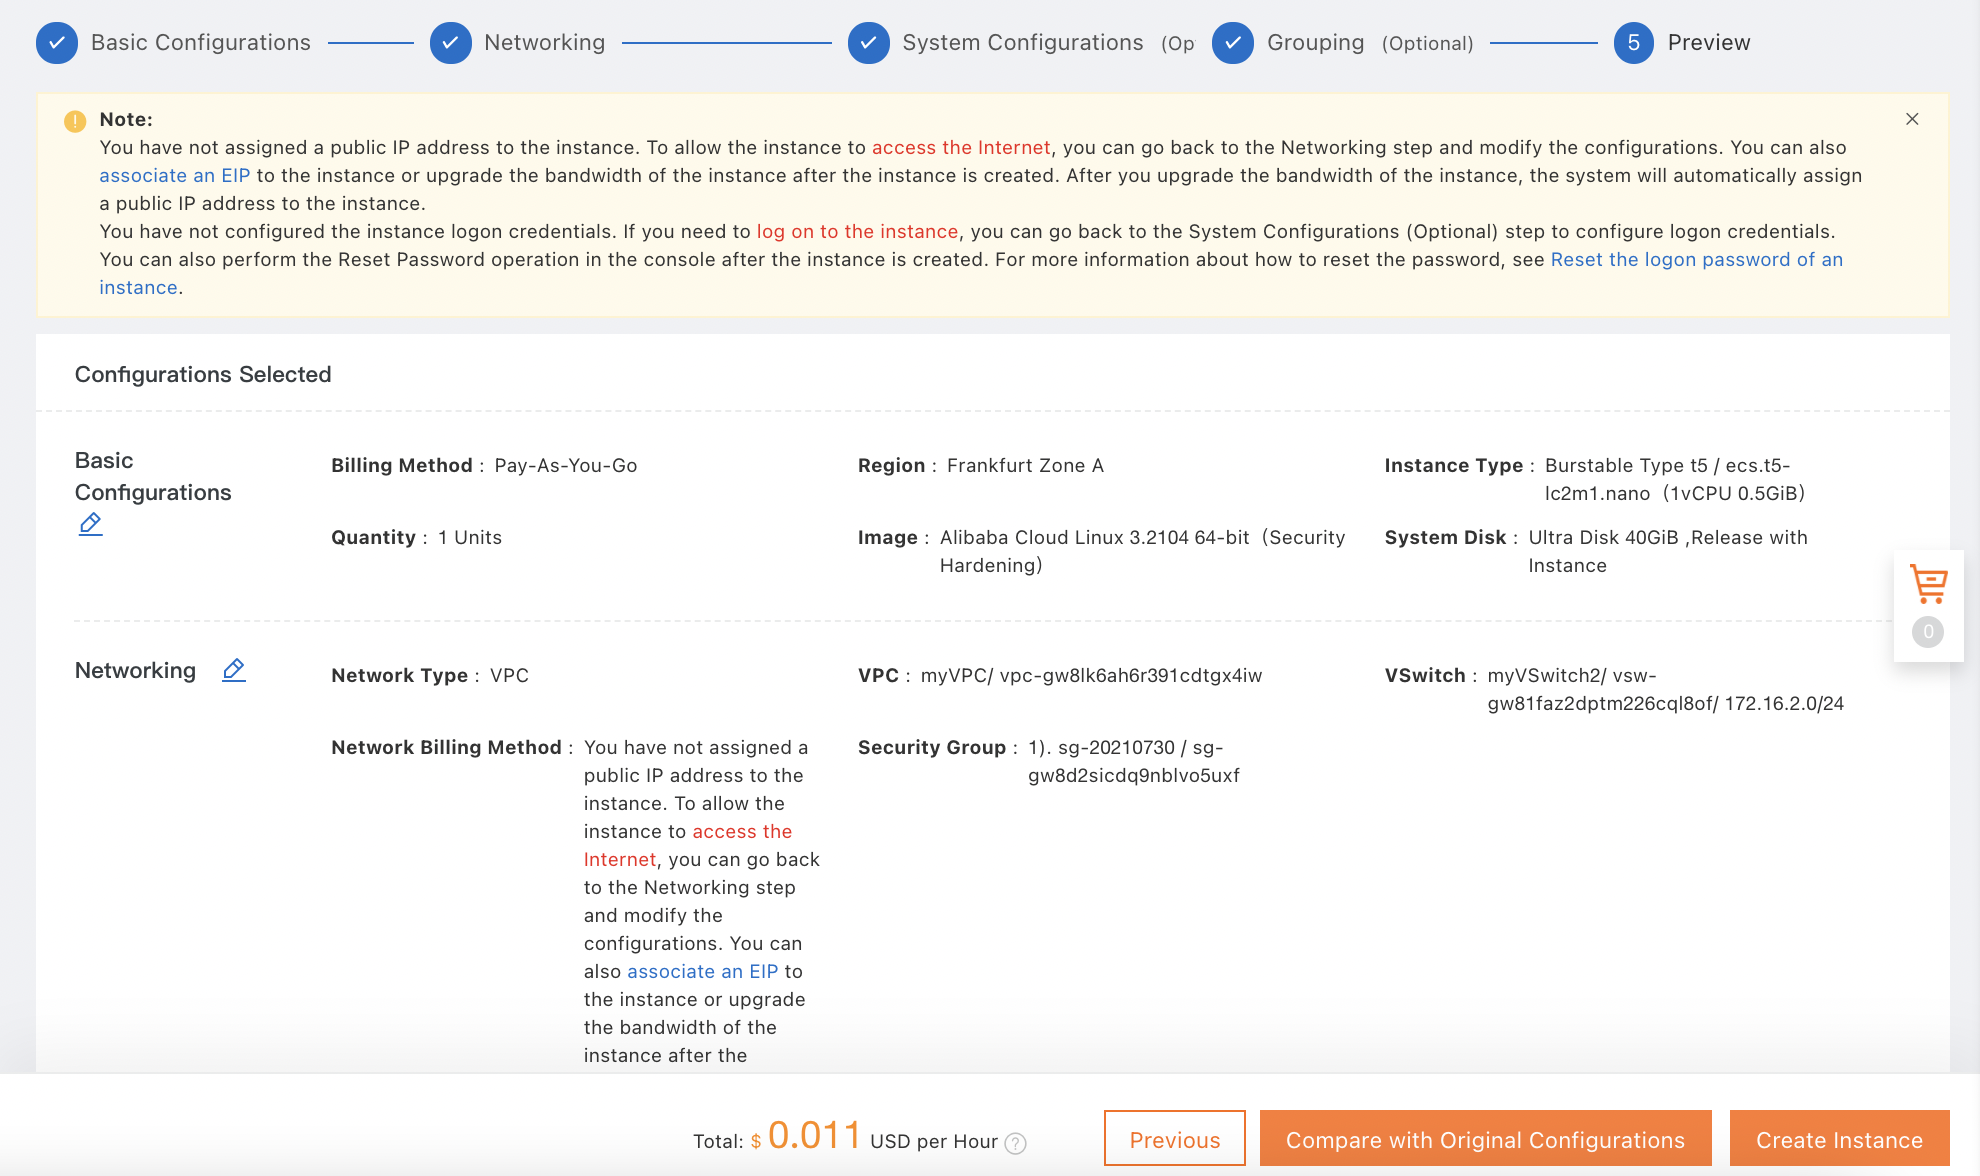 Basic Configurations
Networking
System Configurations (Op
Grouping (Optional)
5 Preview
Note:
You have not assigned a public IP address to the instance. To allow the instance to access the Internet, you can go back to the Networking step and modify the configurations. You can also
associate an EIP to the instance or upgrade the bandwidth of the instance after the instance is created. After you upgrade the bandwidth of the instance, the system will automatically assign
a public IP address to the instance.
You have not configured the instance logon credentials. If you need to log on to the instance, you can go back to the System Configurations (Optional) step to configure logon credentials.
You can also perform the Reset Password operation in the console after the instance is created. For more information about how to reset the password, see Reset the logon password of an
instance.
Configurations Selected
Basic
Configurations
Billing Method : Pay-As-You-Go
Region : Frankfurt Zone A
Instance Type : Burstable Type t5 / ecs.t5-
lc2m1.nano (1vCPU 0.5GiB)
Quantity : 1 Units
Image : Alibaba Cloud Linux 3.2104 64-bit (Security
Hardening)
System Disk : Ultra Disk 40GiB ,Release with
Instance
0
Networking
Network Type : VPC
VPC : myVPC/ vpc-gw8lk6ah6r391cdtgx4iw
VSwitch : myVSwitch2/ vsw-
gw81faz2dptm226cql8of/ 172.16.2.0/24
Network Billing Method : You have not assigned a
public IP address to the
instance. To allow the
instance to access the
Internet, you can go back
to the Networking step
and modify the
configurations. You can
also associate an EIP to
the instance or upgrade
the bandwidth of the
instance after the
Security Group : 1). sg-20210730 / sg-
gw8d2sicdq9nblvo5uxf
Total: $ 0.011 USD per Hour ?
Previous
Compare with Original Configurations
Create Instance